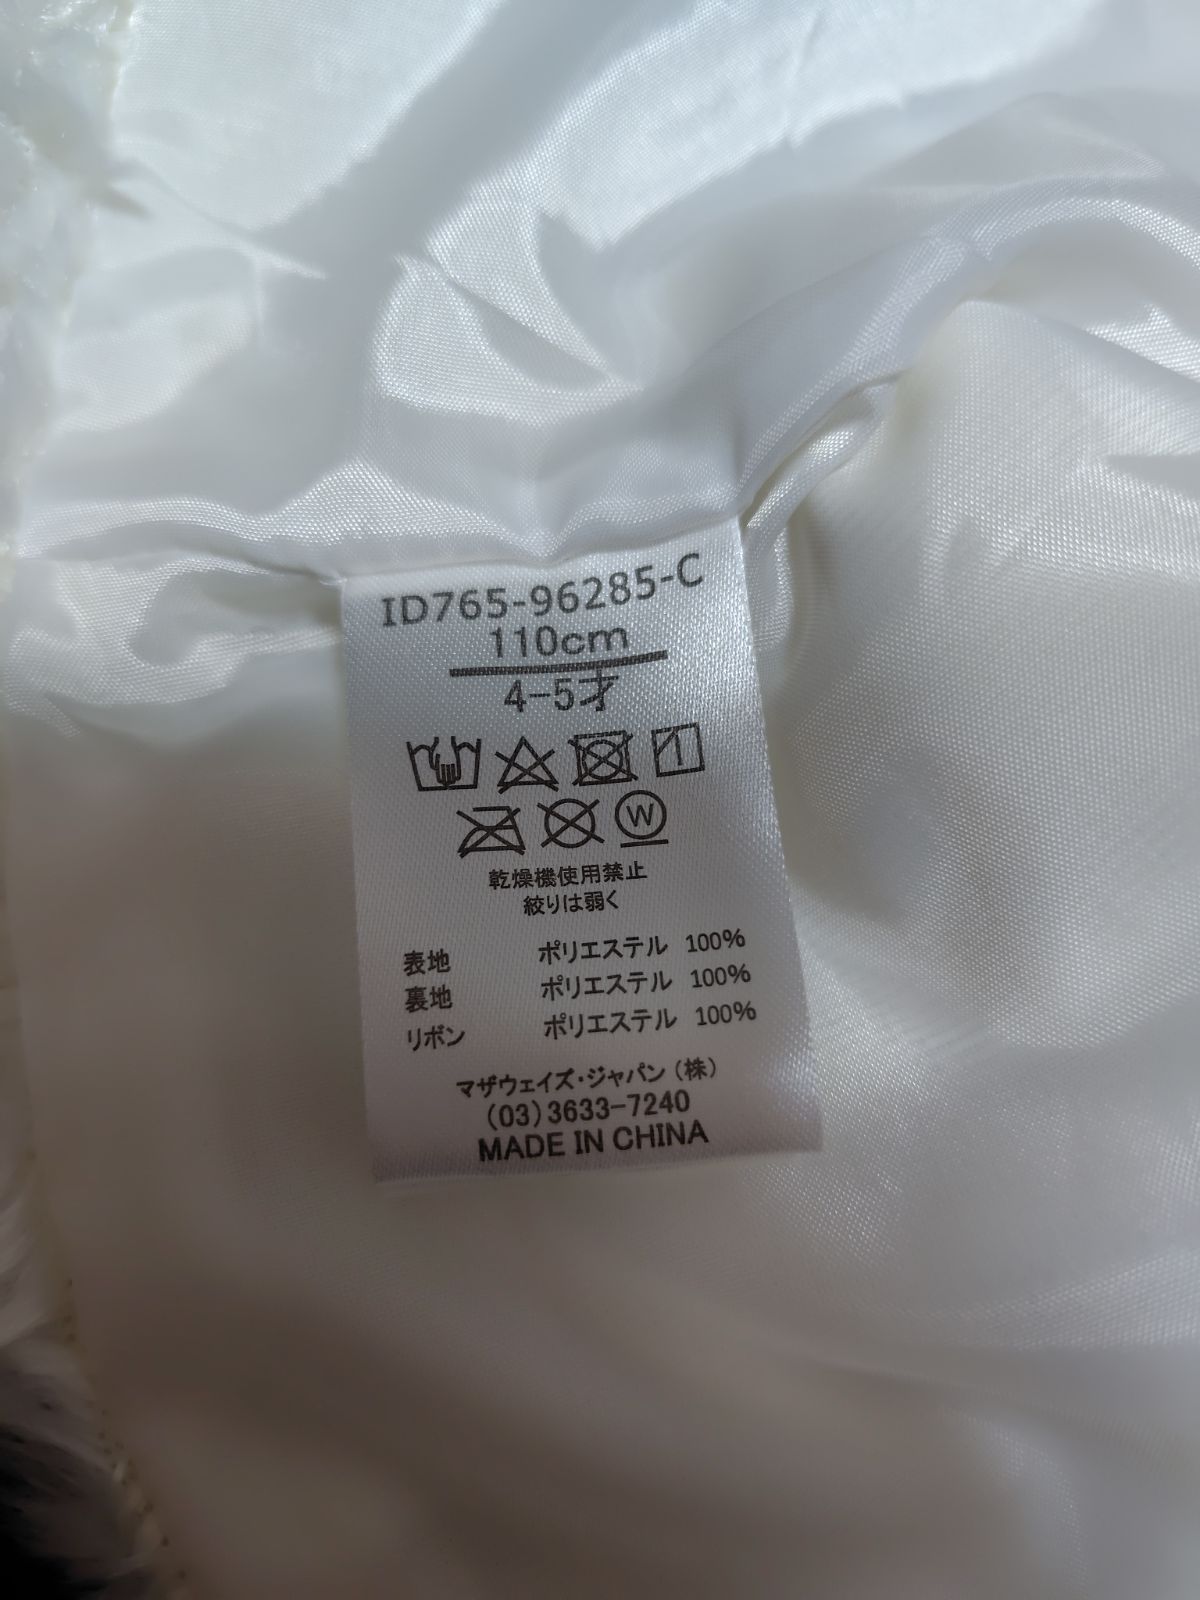 ID765-96285-C
110cm
4-5才
W
乾燥機使用禁止
絞りは弱く
表地 ポリエステル 100%
裏地 ポリエステル 100%
リボン ポリエステル 100%
マザウェイズ・ジャパン（株）
(03)3633-7240
MADE IN CHINA